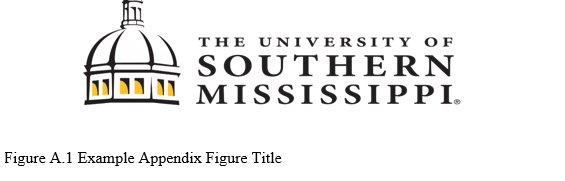 THE UNIVERSITY OF
SOUTHERN
MISSISSIPPI®
Figure A.1 Example Appendix Figure Title